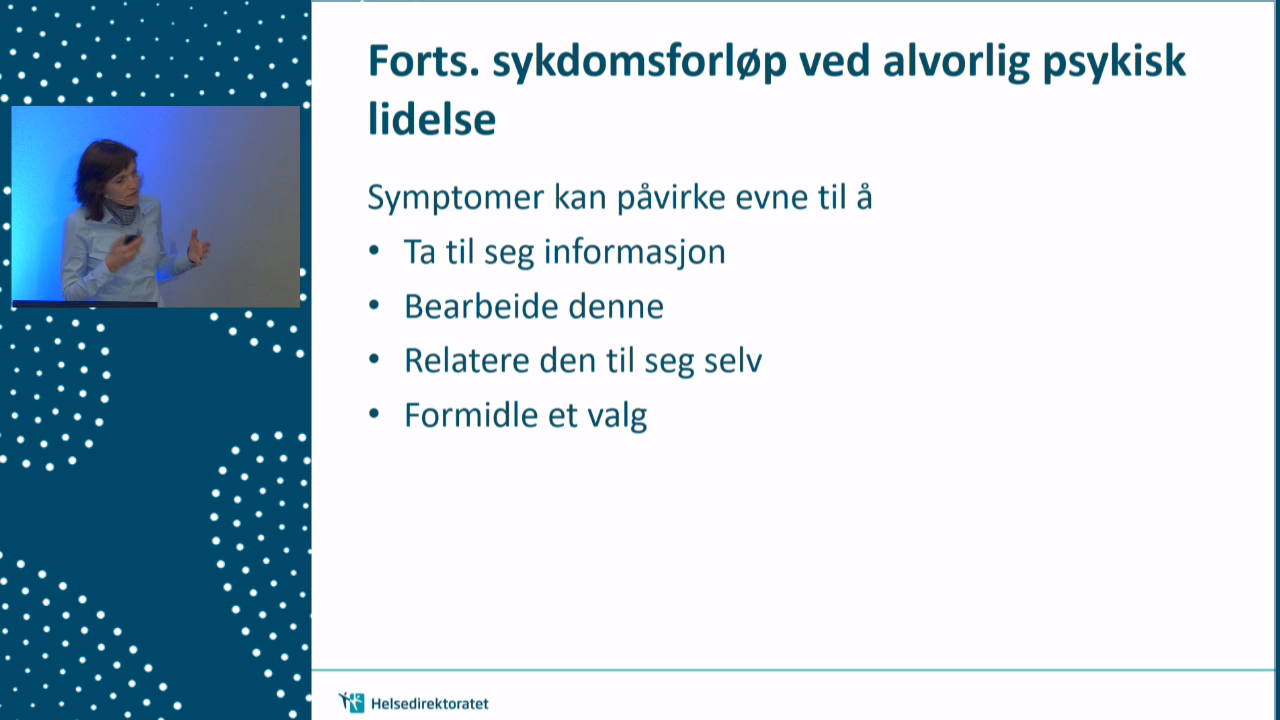 Forts. sykdomsforløp ved alvorlig psykisk
lidelse
Symptomer kan påvirke evne til å
• Ta til seg informasjon
• Bearbeide denne
• Relatere den til seg selv
• Formidle et valg
Helsedirektoratet